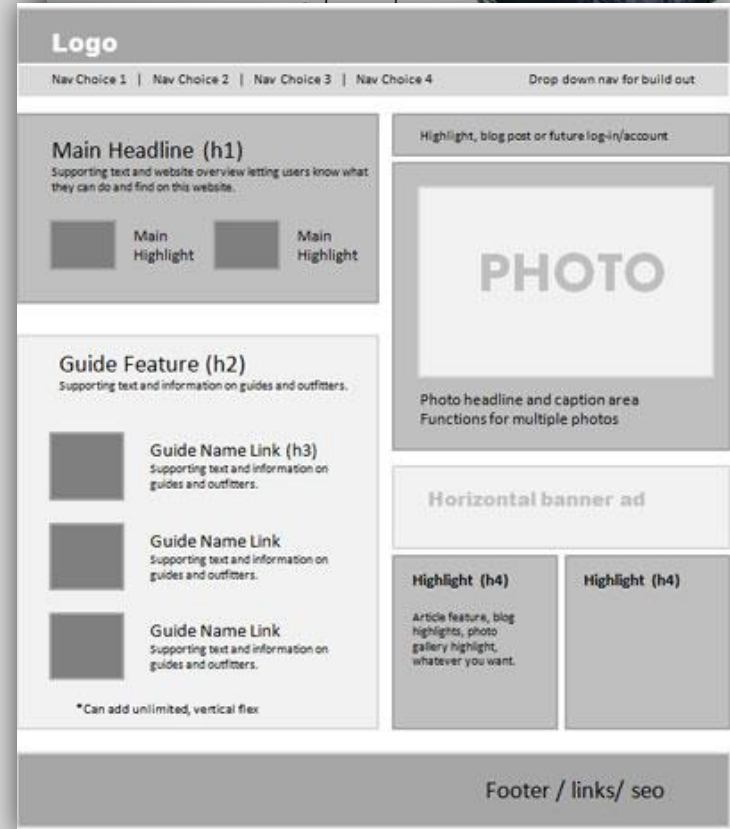 Logo
Nav Choice 1 | Nav Choice 2 | Nav Choice 3 | Nav Choice 4 Drop down nav for build out
Main Headline (h1)
Supporting text and website overview letting users know what
they can do and find on this website.
Main
Highlight
Main
Highlight
Guide Feature (h2)
Supporting text and information on guides and outfitters.
Guide Name Link (h3)
Supporting text and information on
guides and outfitters.
Guide Name Link
Supporting text and information on
guides and outfitters.
Guide Name Link
Supporting text and information on
guides and outfitters.
*Can add unlimited, vertical flex
Highlight, blog post or future log-in/account
PHOTO
Photo headline and caption area
Functions for multiple photos
Horizontal banner ad
Highlight (h4)
Article feature, blog
highlights, photo
gallery highlight,
whatever you want.
Highlight (h4)
Footer / links/ seo